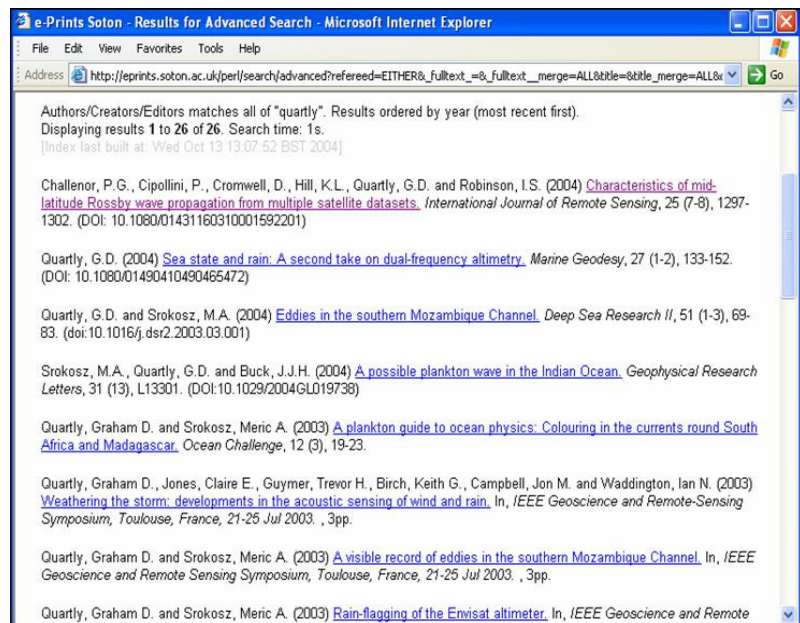 e-Prints Soton - Results for Advanced Search - Microsoft Internet Explorer
File Edit View Favorites Tools Help
Address http://eprints.soton.ac.uk/perl/search/advanced?refereed=EITHER&_fulltext_=&_fulltext__merge=ALL&title=&title_merge=ALL& Go
Authors/Creators/Editors matches all of "quartly". Results ordered by year (most recent first).
Displaying results 1 to 26 of 26. Search time: 1s.
[Index last built at: Wed Oct 13 13:07:52 BST 2004]
Challenor, P.G., Cipollini, P., Cromwell, D., Hill, K.L., Quartly, G.D. and Robinson, I.S. (2004) Characteristics of mid-
latitude Rossby wave propagation from multiple satellite datasets. International Journal of Remote Sensing, 25 (7-8), 1297-
1302. (DOI: 10.1080/01431160310001592201)
Quartly, G.D. (2004) Sea state and rain: A second take on dual-frequency altimetry. Marine Geodesy, 27 (1-2), 133-152.
(DOI: 10.1080/01490410490465472)
Quartly, G.D. and Srokosz, M.A. (2004) Eddies in the southern Mozambique Channel. Deep Sea Research II, 51 (1-3), 69-
83. (doi:10.1016/j.dsr2.2003.03.001)
Srokosz, M.A., Quartly, G.D. and Buck, J.J.H. (2004) A possible plankton wave in the Indian Ocean. Geophysical Research
Letters, 31 (13), L13301. (DOI:10.1029/2004GL019738)
Quartly, Graham D. and Srokosz, Meric A. (2003) A plankton guide to ocean physics: Colouring in the currents round South
Africa and Madagascar. Ocean Challenge, 12 (3), 19-23.
Quartly, Graham D., Jones, Claire E., Guymer, Trevor H., Birch, Keith G., Campbell, Jon M. and Waddington, Ian N. (2003)
Weathering the storm: developments in the acoustic sensing of wind and rain. In, IEEE Geoscience and Remote-Sensing
Symposium, Toulouse, France, 21-25 Jul 2003. , 3pp.
Quartly, Graham D. and Srokosz, Meric A. (2003) A visible record of eddies in the southern Mozambique Channel. In, IEEE
Geoscience and Remote Sensing Symposium, Toulouse, France, 21-25 Jul 2003. , 3pp.
Quartly, Graham D. and Srokosz, Meric A. (2003) Rain-flagging of the Envisat altimeter. In, IEEE Geoscience and Remote